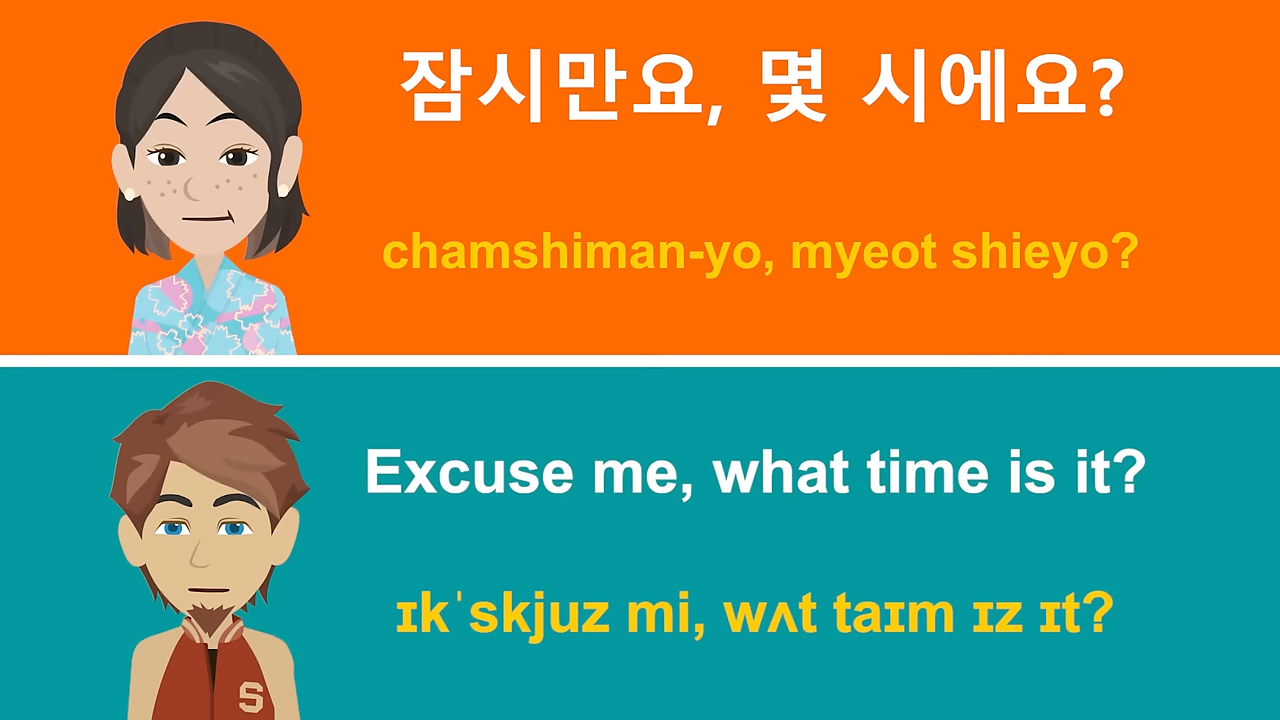 잠시만요, 몇 시에요?
chamshiman-yo, myeot shieyo?
Excuse me, what time is it?
ɪkˈskjuz mi, wʌt taɪm ɪz ɪt?
S